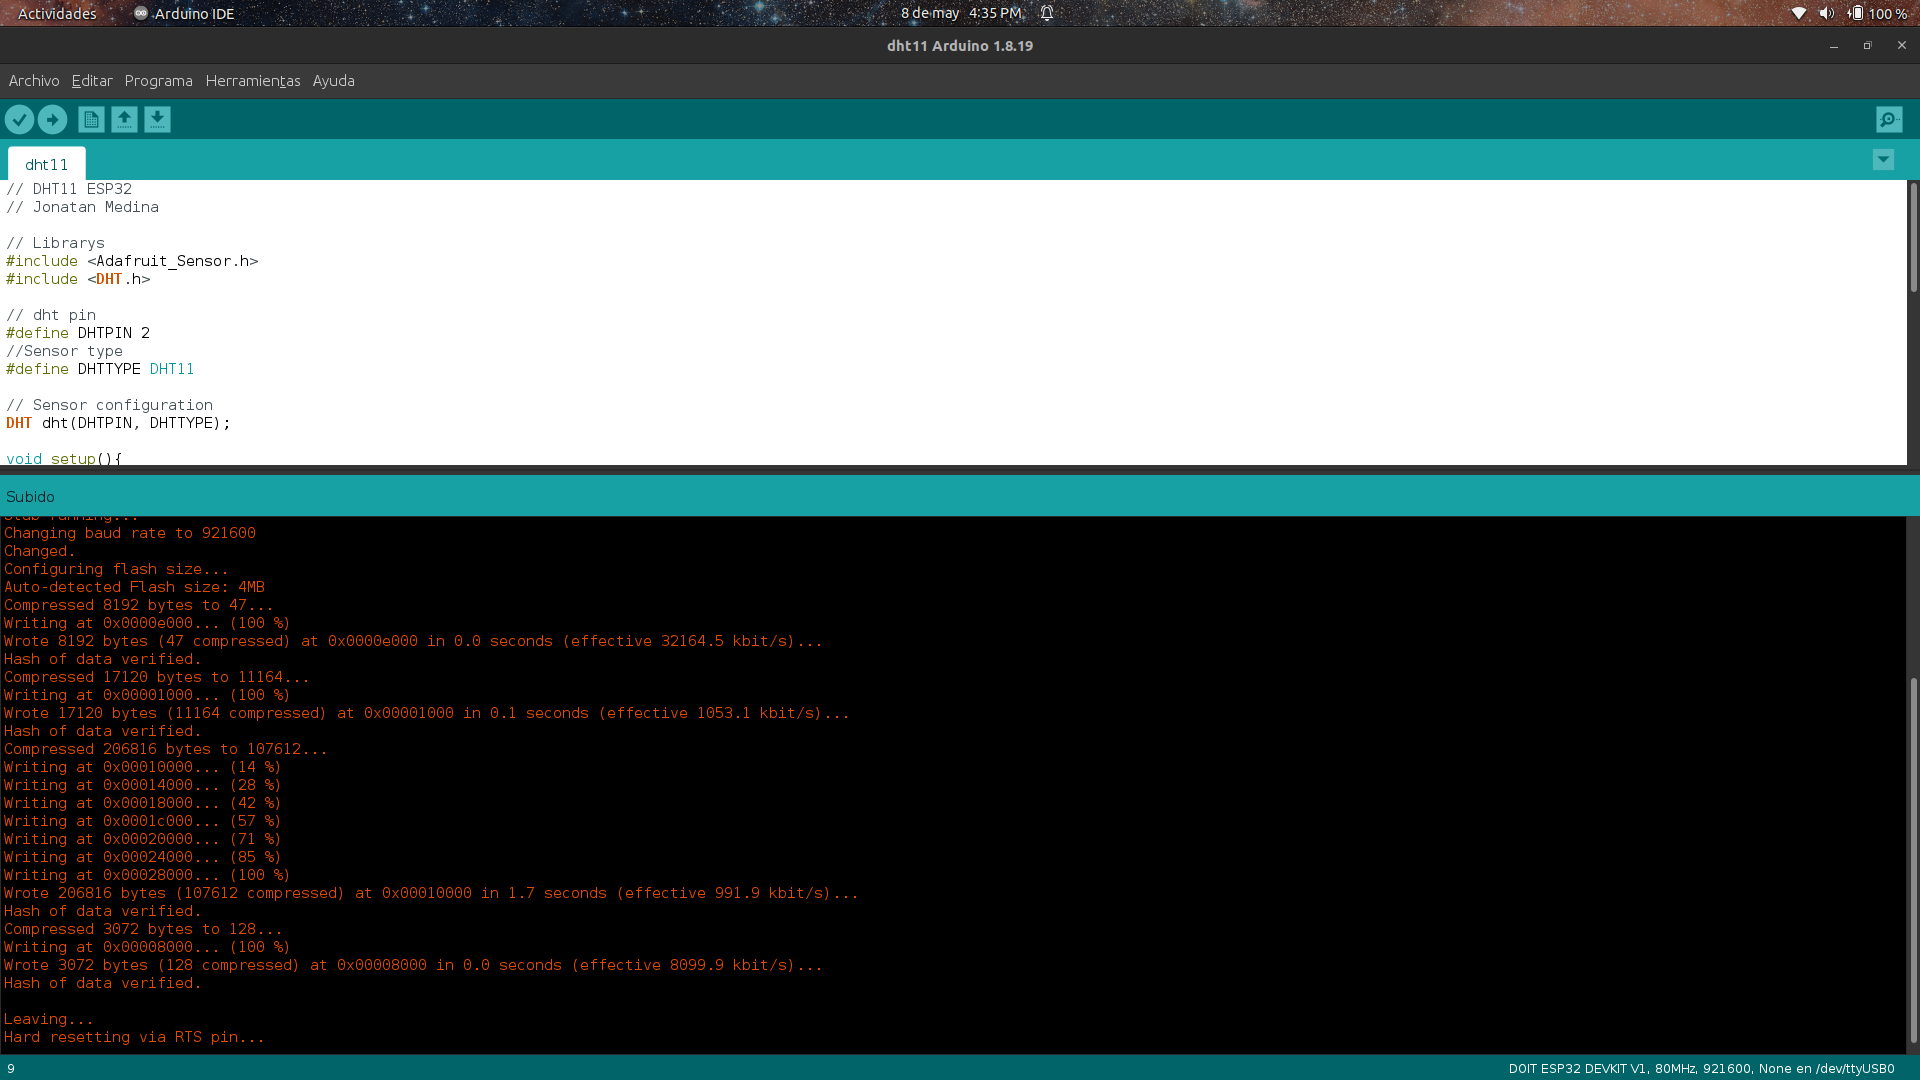 Actividades
Arduino IDE
8 de may 4:35 PM
100 %
dht11 Arduino 1.8.19
Archivo Editar Programa Herramientas Ayuda
dht11
// DHT11 ESP32
// Jonatan Medina
// Librarys
#include <Adafruit_Sensor.h>
#include <DHT.h>
// dht pin
#define DHTPIN 2
//Sensor type
#define DHTTYPE DHT11
// Sensor configuration
DHT dht(DHTPIN, DHTTYPE);
void setup(){
Subido
Stub running...
Changing baud rate to 921600
Changed.
Configuring flash size...
Auto-detected Flash size: 4MB
Compressed 8192 bytes to 47...
Writing at 0x0000e000... (100 %)
Wrote 8192 bytes (47 compressed) at 0x0000e000 in 0.0 seconds (effective 32164.5 kbit/s)...
Hash of data verified.
Compressed 17120 bytes to 11164...
Writing at 0x00001000... (100 %)
Wrote 17120 bytes (11164 compressed) at 0x00001000 in 0.1 seconds (effective 1053.1 kbit/s)...
Hash of data verified.
Compressed 206816 bytes to 107612...
Writing at 0x00010000... (14 %)
Writing at 0x00014000... (28 %)
Writing at 0x00018000... (42 %)
Writing at 0x0001c000... (57 %)
Writing at 0x00020000... (71 %)
Writing at 0x00024000... (85 %)
Writing at 0x00028000... (100 %)
Wrote 206816 bytes (107612 compressed) at 0x00010000 in 1.7 seconds (effective 991.9 kbit/s)...
Hash of data verified.
Compressed 3072 bytes to 128...
Writing at 0x00008000... (100 %)
Wrote 3072 bytes (128 compressed) at 0x00008000 in 0.0 seconds (effective 8099.9 kbit/s)...
Hash of data verified.
Leaving...
Hard resetting via RTS pin...
9
DOIT ESP32 DEVKIT V1, 80MHz, 921600, None en /dev/ttyUSB0